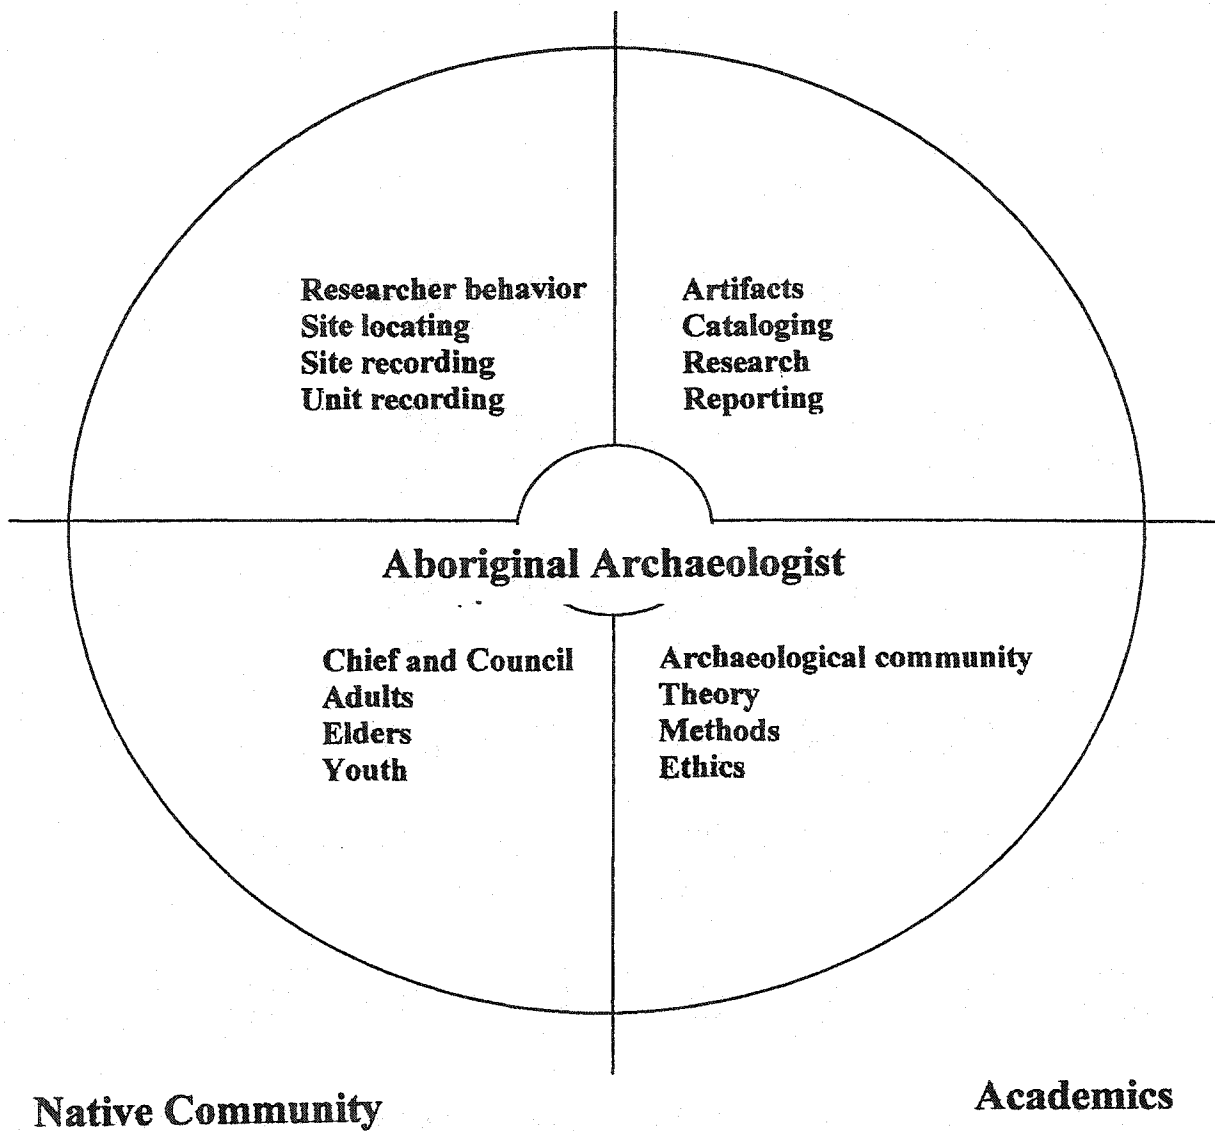 Researcher behavior
Site locating
Site recording
Unit recording
Artifacts
Cataloging
Research
Reporting
Aboriginal Archaeologist
Chief and Council
Adults
Elders
Youth
Archaeological community
Theory
Methods
Ethics
Native Community
Academics